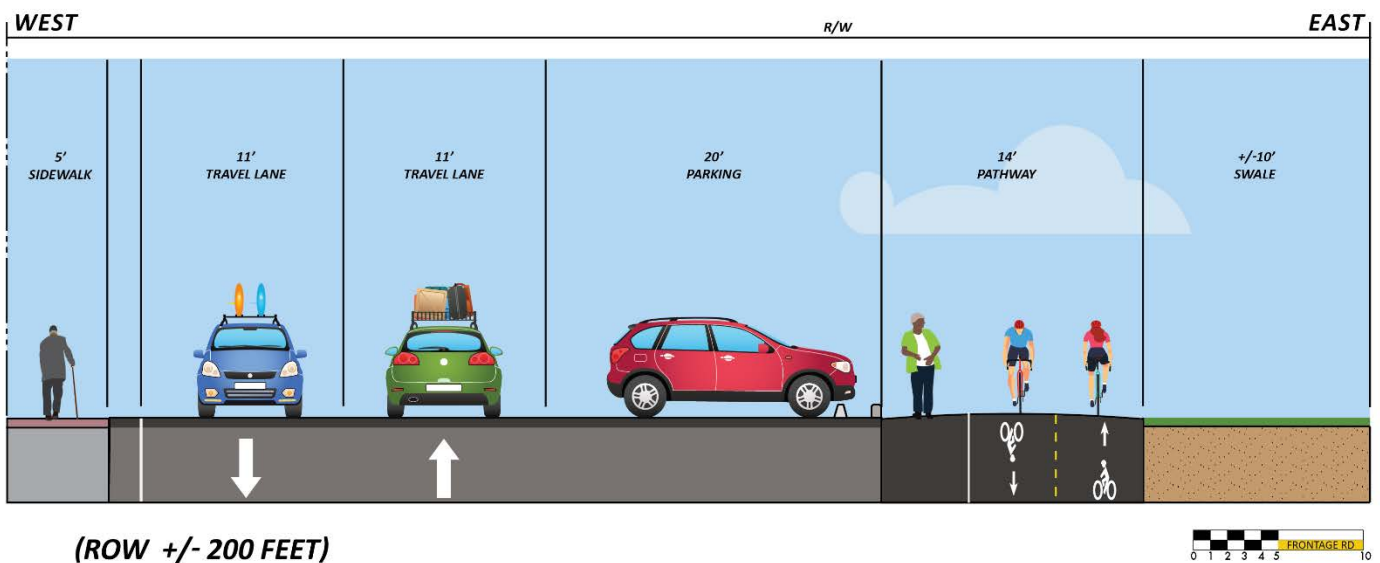 WEST
R/W
EAST
5'
SIDEWALK
11'
TRAVEL LANE
11'
TRAVEL LANE
20'
PARKING
14'
PATHWAY
+/-10'
SWALE
(ROW +/- 200 FEET)
FRONTAGE RD
0 1 2 3 4 5 10